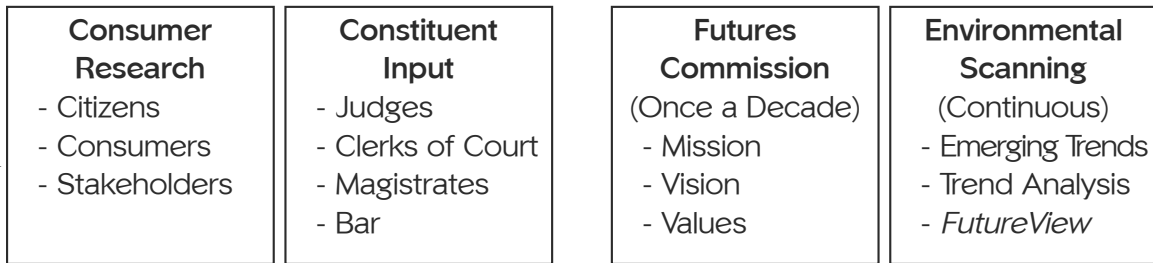 Consumer
Research
- Citizens
- Consumers
- Stakeholders
Constituent
Input
- Judges
- Clerks of Court
- Magistrates
- Bar
Futures
Commission
(Once a Decade)
- Mission
- Vision
- Values
Environmental
Scanning
(Continuous)
- Emerging Trends
- Trend Analysis
- FutureView